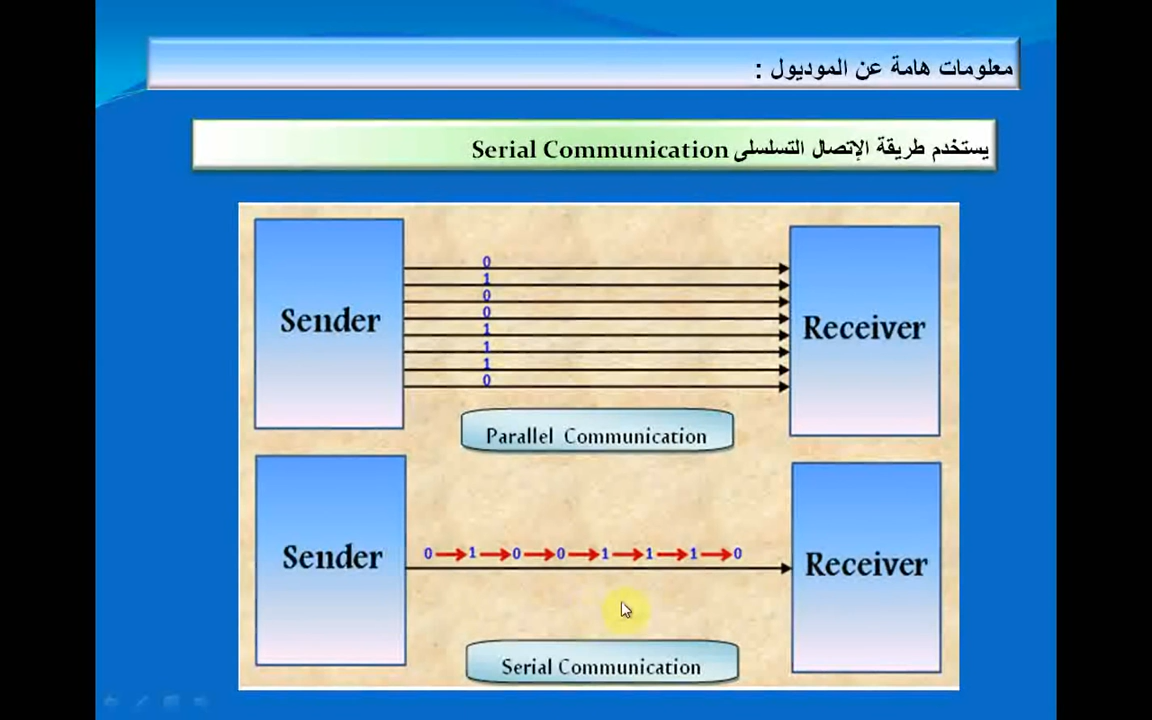 معلومات هامة عن الموديول :
يستخدم طريقة الإتصال التسلسلى Serial Communication
Sender
0
1
0
0
1
1
1
0
Receiver
Parallel Communication
Sender
0 1 0 0 1 1 1 0
Receiver
Serial Communication